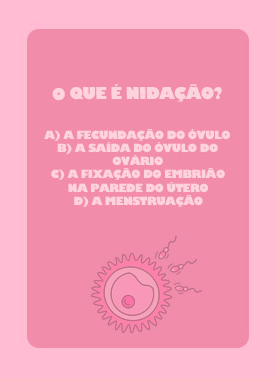 O QUE É NIDAÇÃO?
A) A FECUNDAÇÃO DO ÓVULO
B) A SAÍDA DO ÓVULO DO
OVÁRIO
C) A FIXAÇÃO DO EMBRIÃO
NA PAREDE DO ÚTERO
D) A MENSTRUAÇÃO